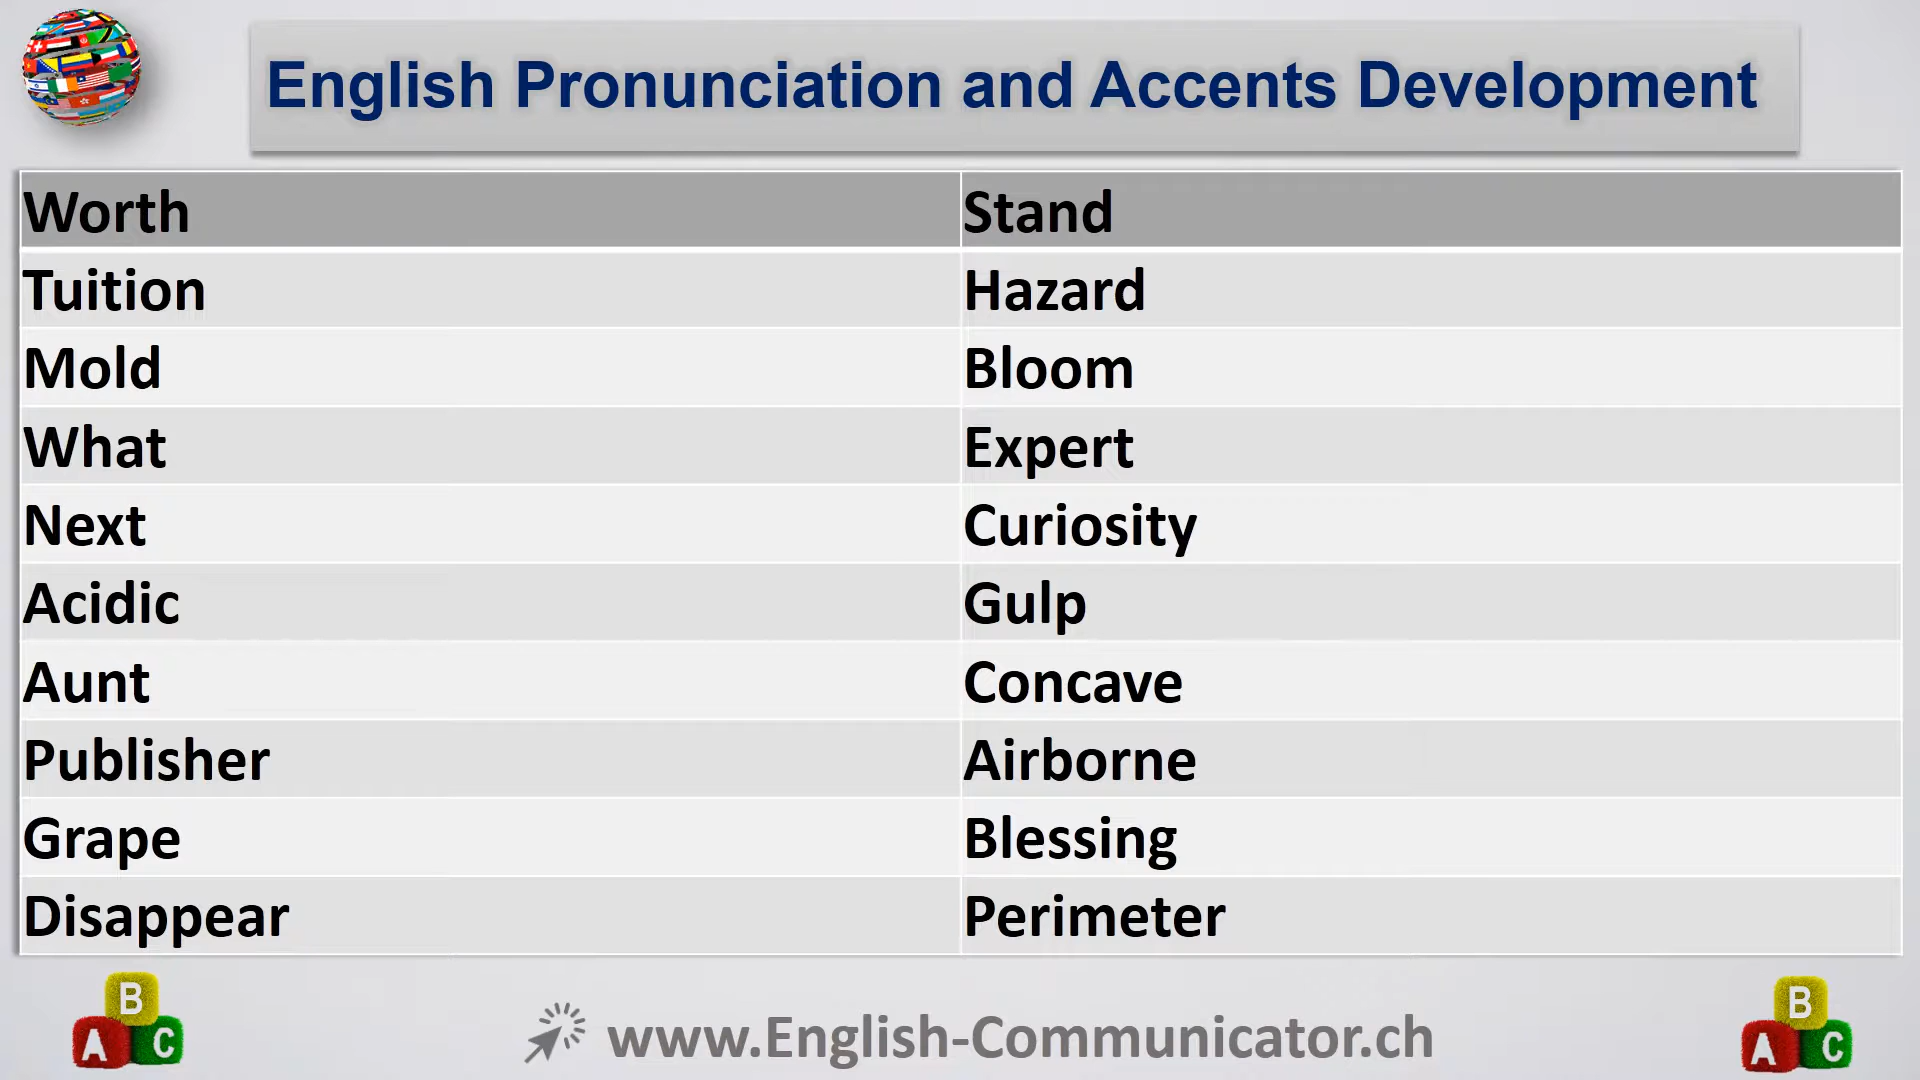 English Pronunciation and Accents Development
Worth Stand
Tuition Hazard
Mold Bloom
What Expert
Next Curiosity
Acidic Gulp
Aunt Concave
Publisher Airborne
Grape Blessing
Disappear Perimeter
B
A C
www.English-Communicator.ch
B
A C